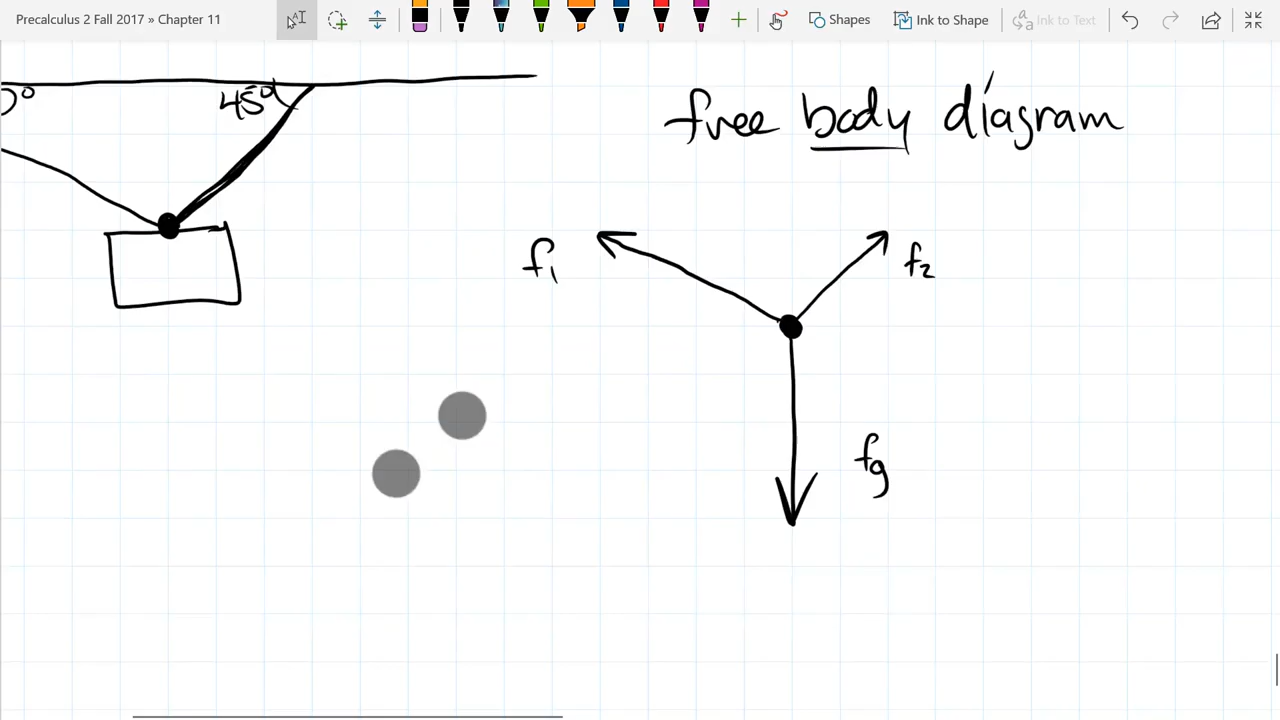 Precalculus 2 Fall 2017 » Chapter 11
Shapes
Ink to Shape
Ink to Text
0°
45°
free body diagram
f₁
f₂
fg